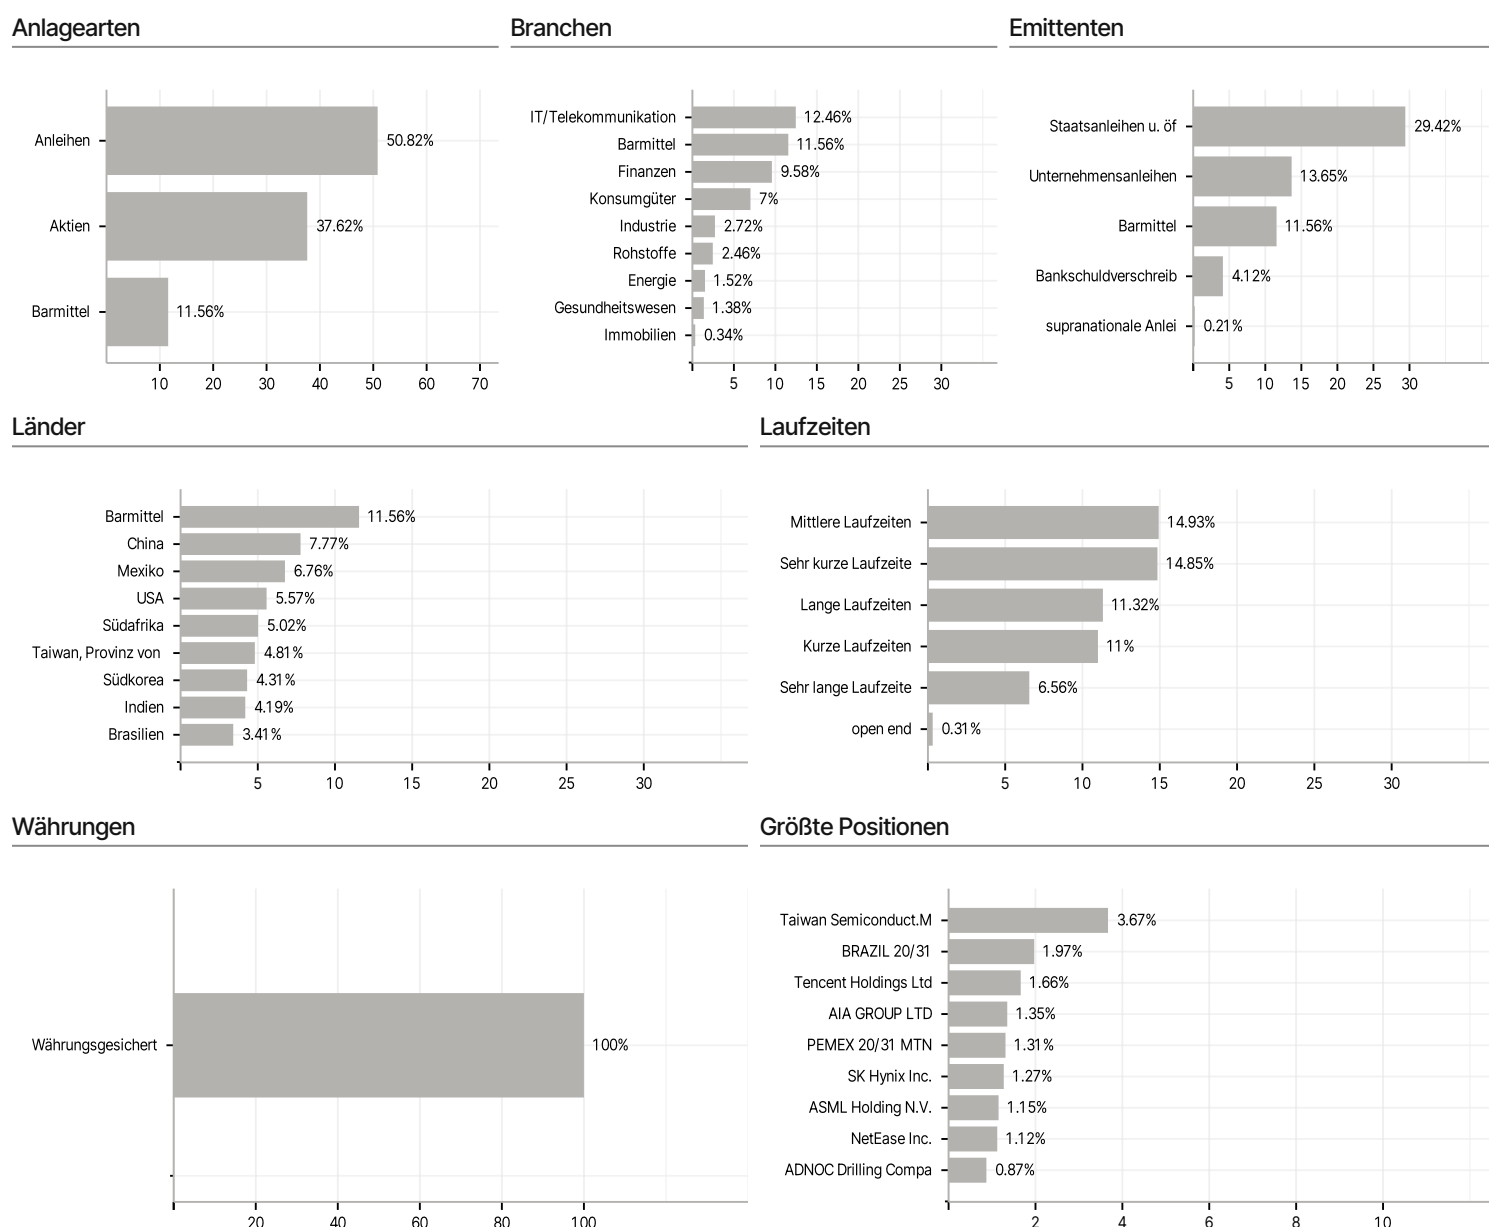 Anlagearten
Anleihen 50.82%
Aktien 37.62%
Barmittel 11.56%
10 20 30 40 50 60 70
Branchen
IT/Telekommunikation 12.46%
Barmittel 11.56%
Finanzen 9.58%
Konsumgüter 7%
Industrie 2.72%
Rohstoffe 2.46%
Energie 1.52%
Gesundheitswesen 1.38%
Immobilien 0.34%
5 10 15 20 25 30
Emittenten
Staatsanleihen u. öf 29.42%
Unternehmensanleihen 13.65%
Barmittel 11.56%
Bankschuldverschreib 4.12%
supranationale Anlei 0.21%
5 10 15 20 25 30
Länder
Barmittel 11.56%
China 7.77%
Mexiko 6.76%
USA 5.57%
Südafrika 5.02%
Taiwan, Provinz von 4.81%
Südkorea 4.31%
Indien 4.19%
Brasilien 3.41%
5 10 15 20 25 30
Laufzeiten
Mittlere Laufzeiten 14.93%
Sehr kurze Laufzeite 14.85%
Lange Laufzeiten 11.32%
Kurze Laufzeiten 11%
Sehr lange Laufzeite 6.56%
open end 0.31%
5 10 15 20 25 30
Währungen
Währungsgesichert 100%
20 40 60 80 100
Größte Positionen
Taiwan Semiconduct.M 3.67%
BRAZIL 20/31 1.97%
Tencent Holdings Ltd 1.66%
AIA GROUP LTD 1.35%
PEMEX 20/31 MTN 1.31%
SK Hynix Inc. 1.27%
ASML Holding N.V. 1.15%
NetEase Inc. 1.12%
ADNOC Drilling Compa 0.87%
2 4 6 8 10